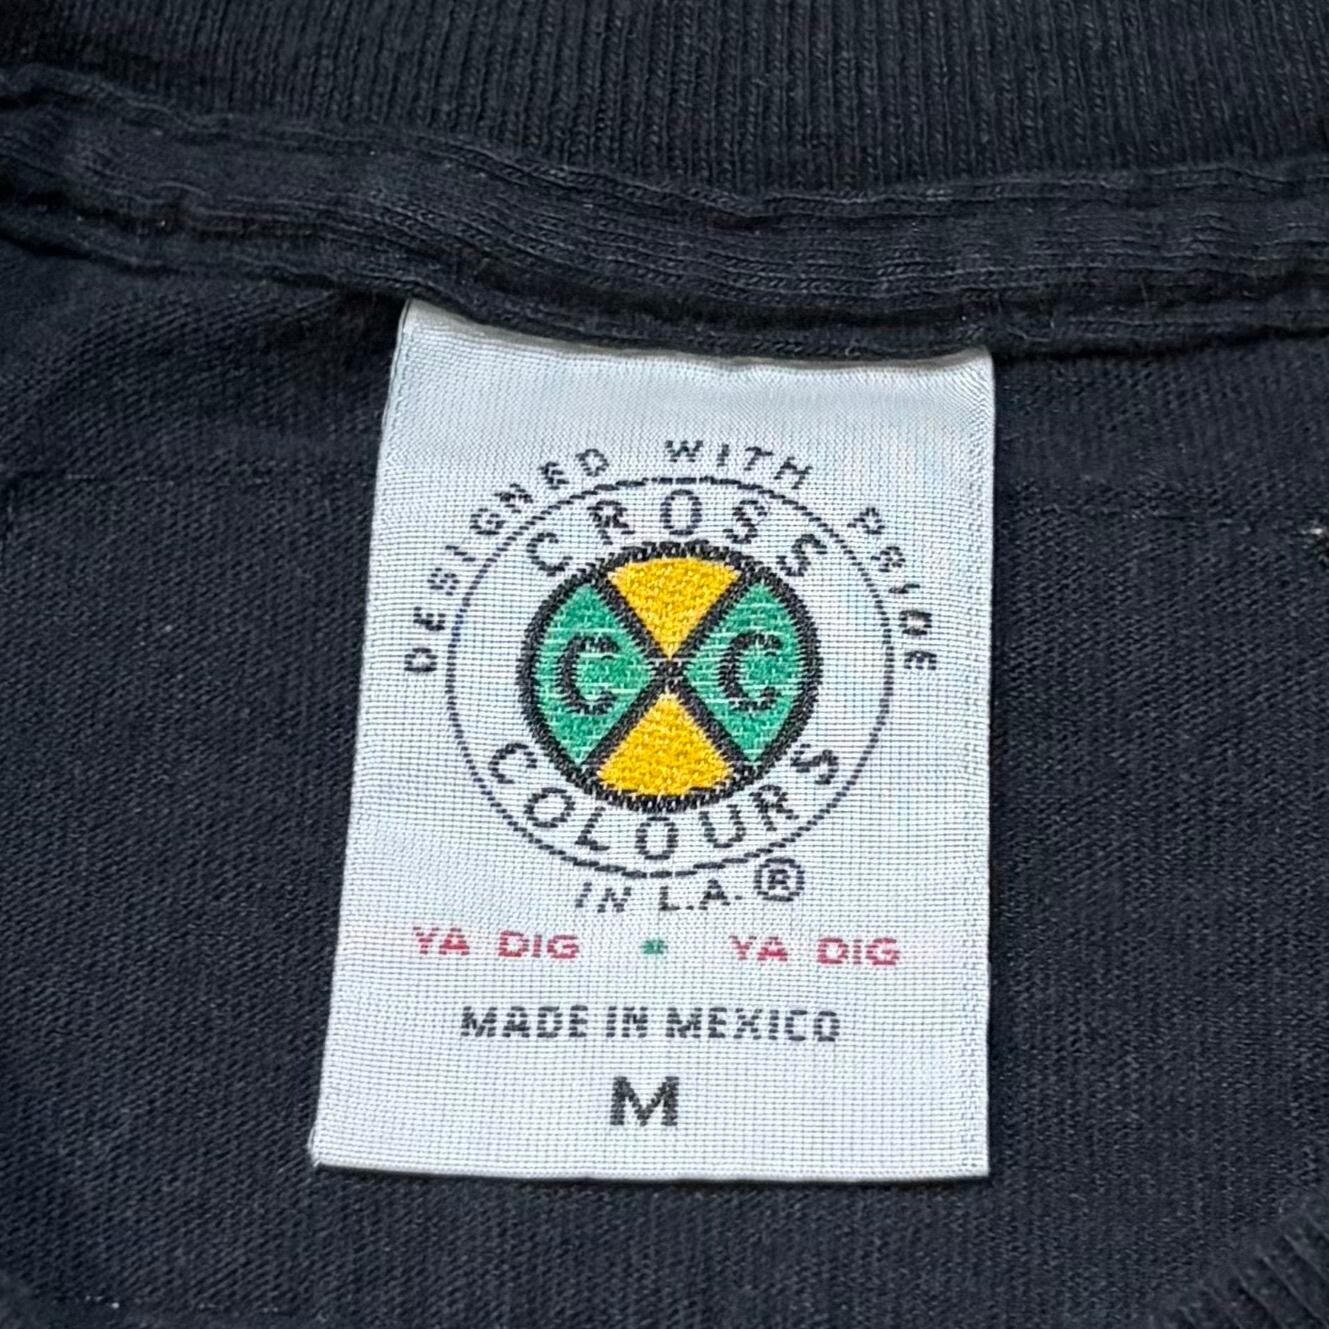 DESIGNED WITH PRIDE
CROSS
C C
COLOURS
IN L.A.®
YA DIG • YA DIG
MADE IN MEXICO
M